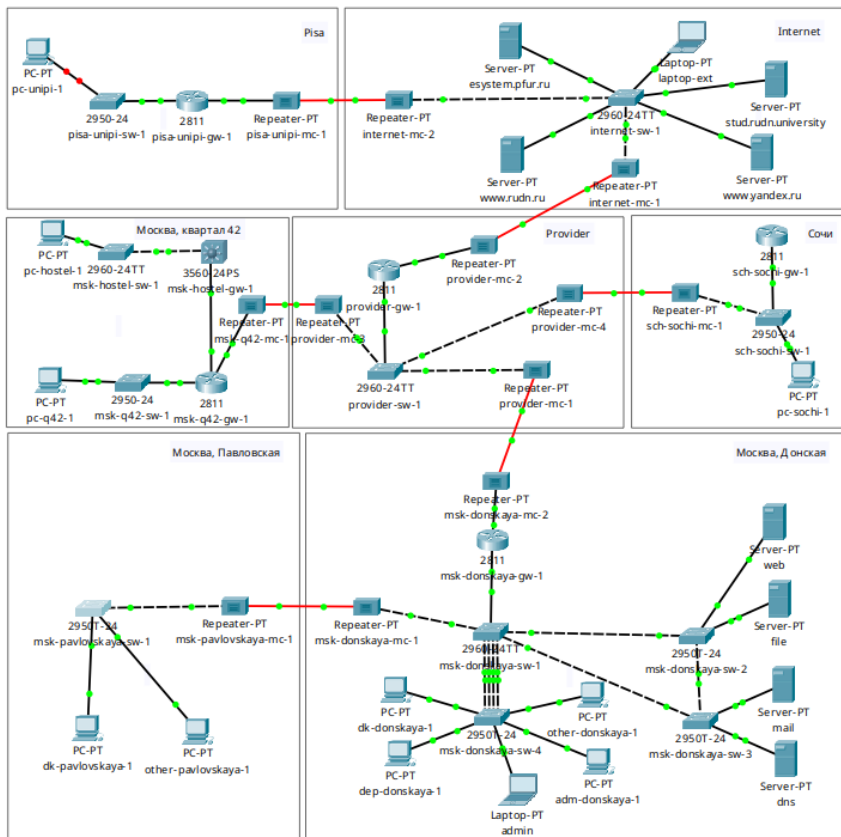 Pisa
PC-PT
pc-unipi-1
2950-24
pisa-unipi-sw-1
2811
pisa-unipi-gw-1
Repeater-PT
pisa-unipi-mc-1
Internet
Repeater-PT
internet-mc-2
Server-PT
esystem.pfur.ru
Laptop-PT
laptop-ext
2960-24TT
internet-sw-1
Server-PT
stud.rudn.university
Server-PT
www.rudn.ru
Repeater-PT
internet-mc-1
Server-PT
www.yandex.ru
Москва, квартал 42
PC-PT
pc-hostel-1
2960-24TT
msk-hostel-sw-1
3560-24PS
msk-hostel-gw-1
Repeater-PT
msk-q42-mc-1
PC-PT
pc-q42-1
2950-24
msk-q42-sw-1
2811
msk-q42-gw-1
Provider
2811
provider-gw-1
Repeater-PT
provider-mc-2
Repeater-PT
provider-mc-3
Repeater-PT
provider-mc-4
2960-24TT
provider-sw-1
Repeater-PT
provider-mc-1
Сочи
2811
sch-sochi-gw-1
Repeater-PT
sch-sochi-mc-1
2950-24
sch-sochi-sw-1
PC-PT
pc-sochi-1
Москва, Павловская
2950T-24
msk-pavlovskaya-sw-1
Repeater-PT
msk-pavlovskaya-mc-1
PC-PT
dk-pavlovskaya-1
PC-PT
other-pavlovskaya-1
Москва, Донская
Repeater-PT
msk-donskaya-mc-2
2811
msk-donskaya-gw-1
Repeater-PT
msk-donskaya-mc-1
2960-24TT
msk-donskaya-sw-1
Server-PT
web
Server-PT
file
2950T-24
msk-donskaya-sw-2
PC-PT
dk-donskaya-1
PC-PT
other-donskaya-1
2950T-24
msk-donskaya-sw-4
Server-PT
mail
2950T-24
msk-donskaya-sw-3
PC-PT
dep-donskaya-1
PC-PT
adm-donskaya-1
Laptop-PT
admin
Server-PT
dns